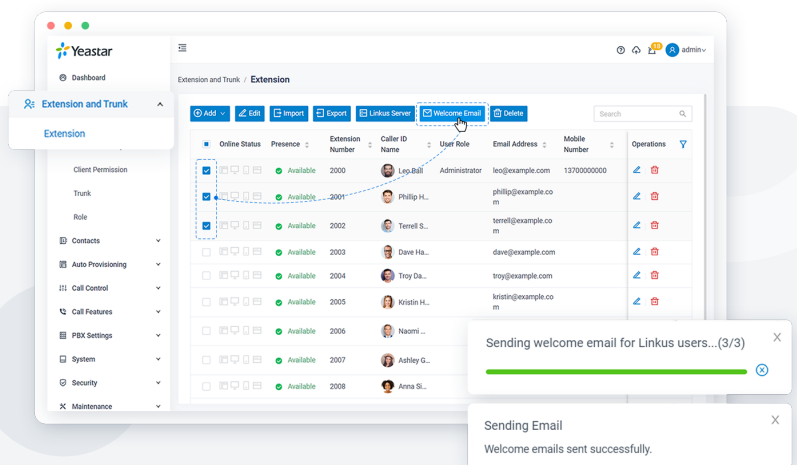 Yeastar
10
admin
Dashboard
Extension and Trunk / Extension
Extension and Trunk
Extension
Client Permission
Trunk
Role
Contacts
Auto Provisioning
Call Control
Call Features
PBX Settings
System
Security
Maintenance
Add Edit Import Export Linkus Server Welcome Email Delete Search
Online Status Presence Extension Number Caller ID Name User Role Email Address Mobile Number Operations
Available 2000 Leo Ball Administrator leo@example.com 13700000000
Available 2001 Phillip H... phillip@example.co
m
Available 2002 Terrell S... terrell@example.co
m
Available 2003 Dave Ha... dave@example.com
Available 2004 Troy Da... troy@example.com
Available 2005 Kristin H... kristin@example.co
m
Available 2006 Naomi ...
Available 2007 Ashley G...
Available 2008 Anna Si...
Sending welcome email for Linkus users...(3/3)
X
Sending Email
X
Welcome emails sent successfully.